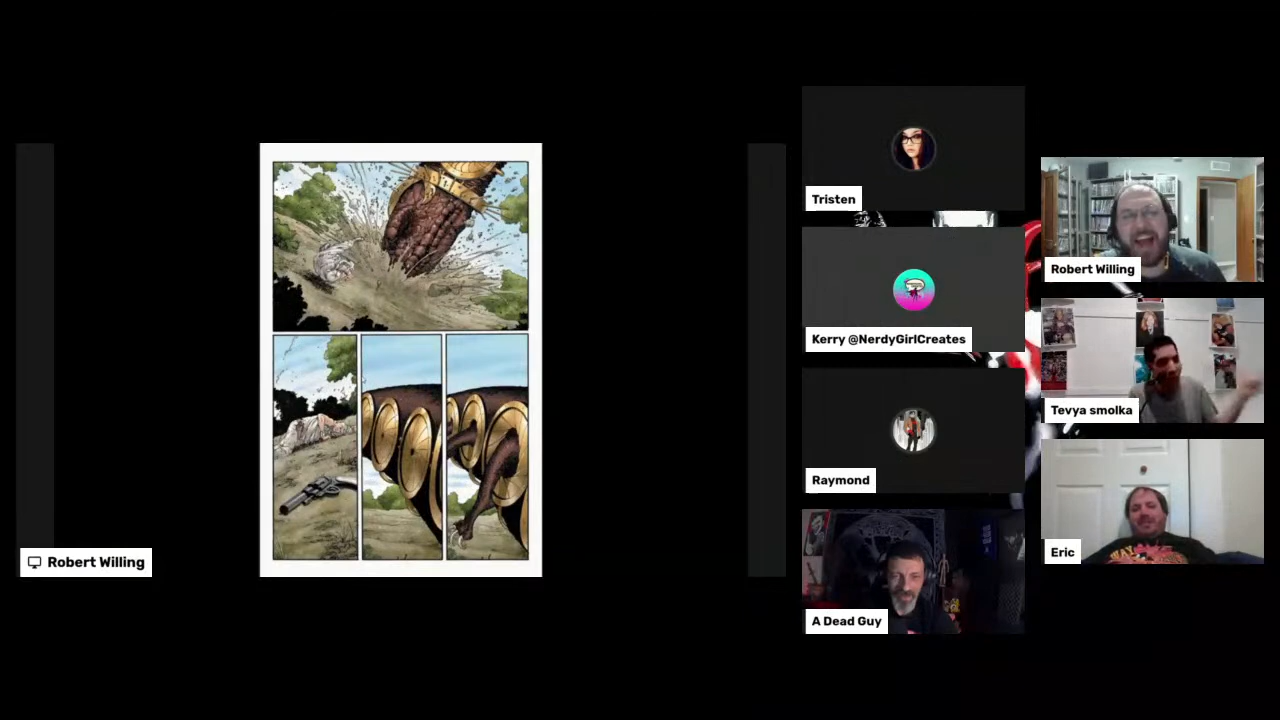 Robert Willing
Tristen
Kerry @NerdyGirlCreates
Raymond
A Dead Guy
Robert Willing
Tevya smolka
Eric